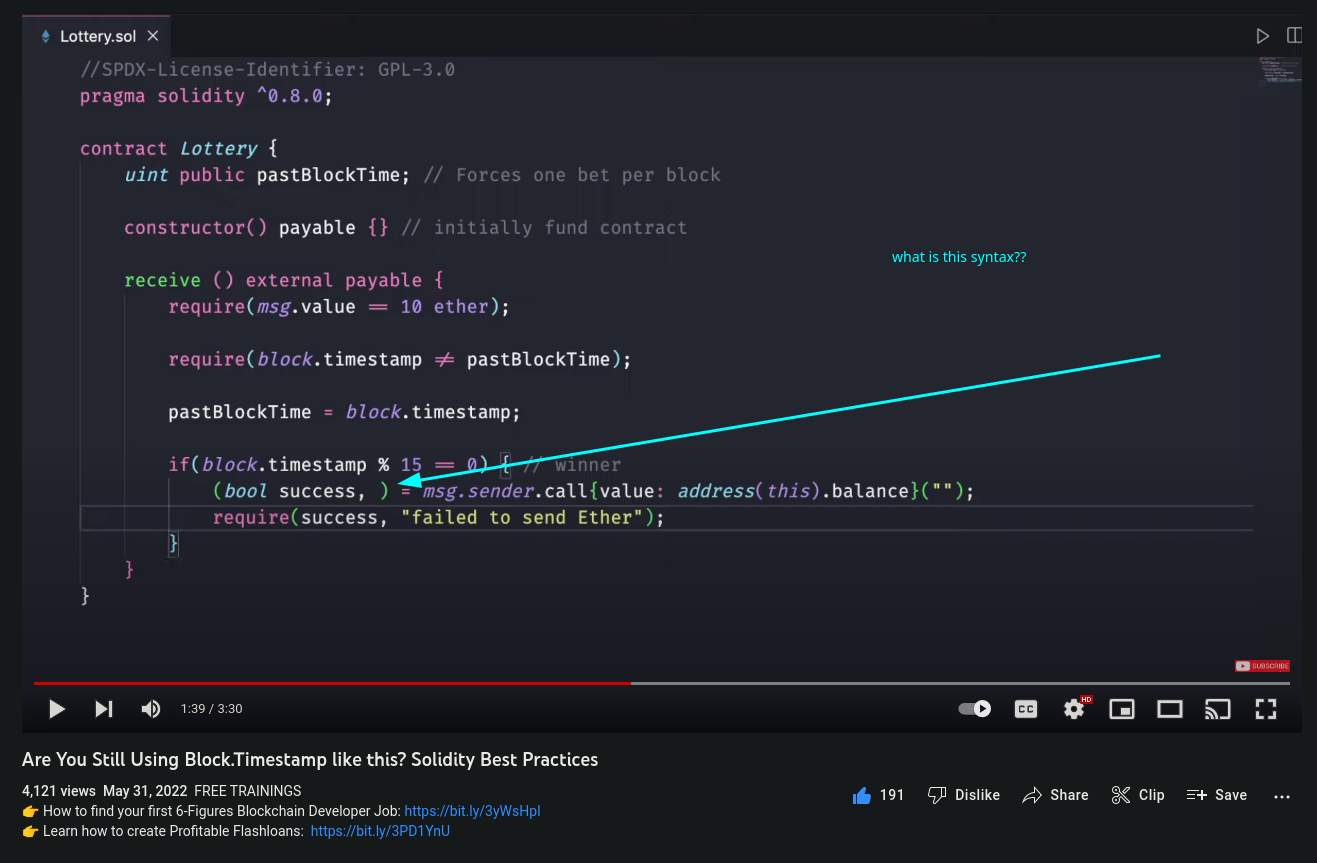 Lottery.sol
//SPDX-License-Identifier: GPL-3.0
pragma solidity ^0.8.0;
contract Lottery {
uint public pastBlockTime; // Forces one bet per block
constructor() payable {} // initially fund contract
what is this syntax??
receive () external payable {
require(msg.value == 10 ether);
require(block.timestamp != pastBlockTime);
pastBlockTime = block.timestamp;
if(block.timestamp % 15 == 0) { // winner
(bool success, ) = msg.sender.call{value: address(this).balance}("");
require(success, "failed to send Ether");
}
}
}
SUBSCRIBE
1:39 / 3:30
CC
HD
Are You Still Using Block.Timestamp like this? Solidity Best Practices
4,121 views May 31, 2022 FREE TRAININGS
191 Dislike Share Clip Save
👉 How to find your first 6-Figures Blockchain Developer Job: https://bit.ly/3yWsHpI
👉 Learn how to create Profitable Flashloans: https://bit.ly/3PD1YnU